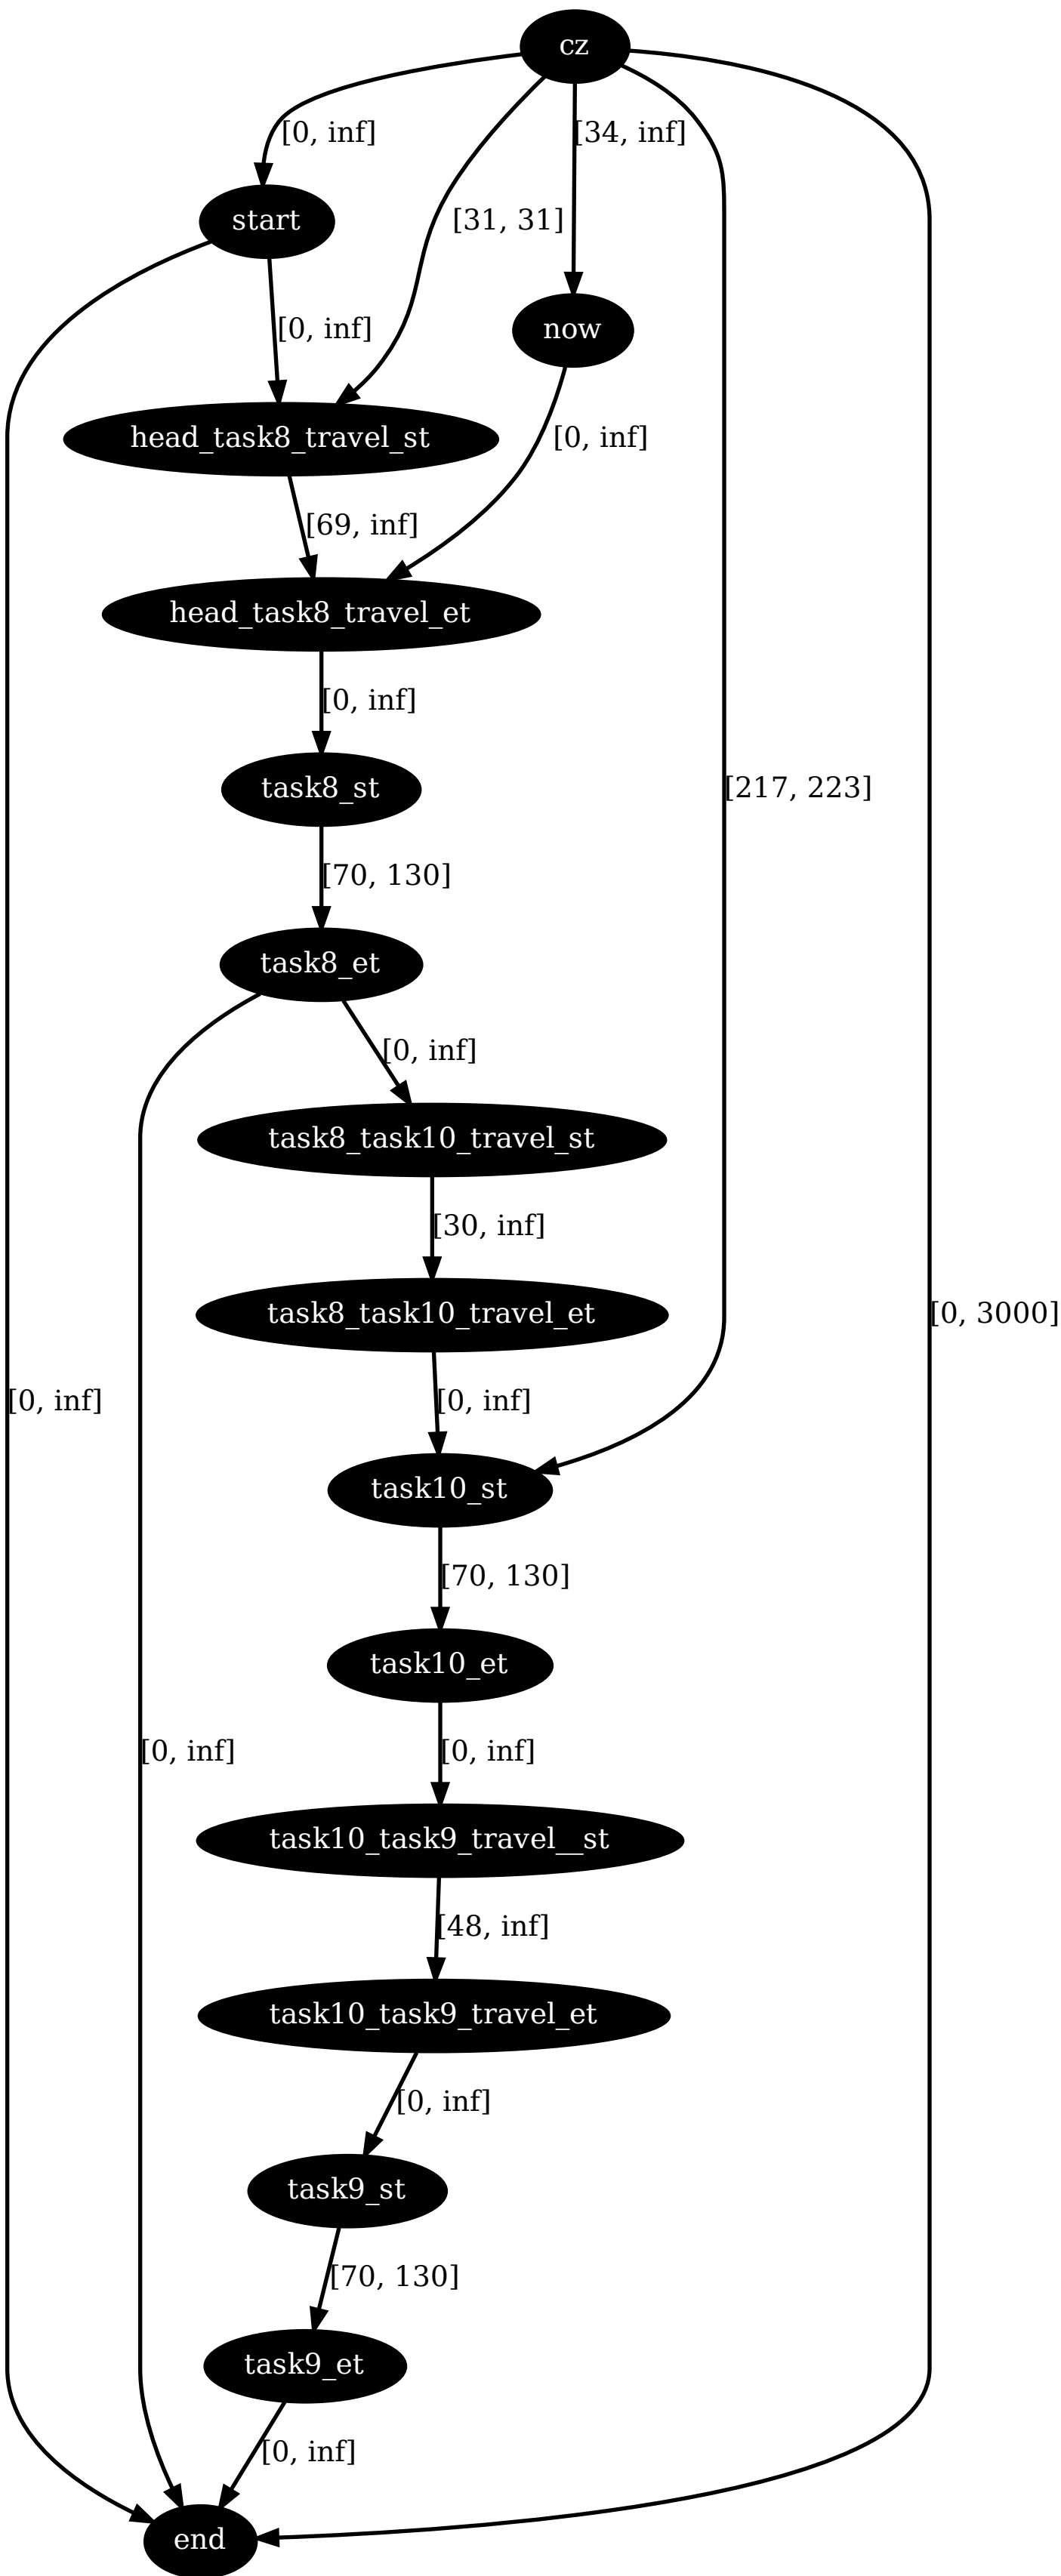 cz
[0, inf]
[34, inf]
start
[31, 31]
[0, inf]
now
head_task8_travel_st
[0, inf]
[69, inf]
head_task8_travel_et
[0, inf]
task8_st
[217, 223]
[70, 130]
task8_et
[0, inf]
task8_task10_travel_st
[30, inf]
task8_task10_travel_et
[0, 3000]
[0, inf]
[0, inf]
task10_st
[70, 130]
task10_et
[0, inf]
[0, inf]
task10_task9_travel__st
[48, inf]
task10_task9_travel_et
[0, inf]
task9_st
[70, 130]
task9_et
[0, inf]
end